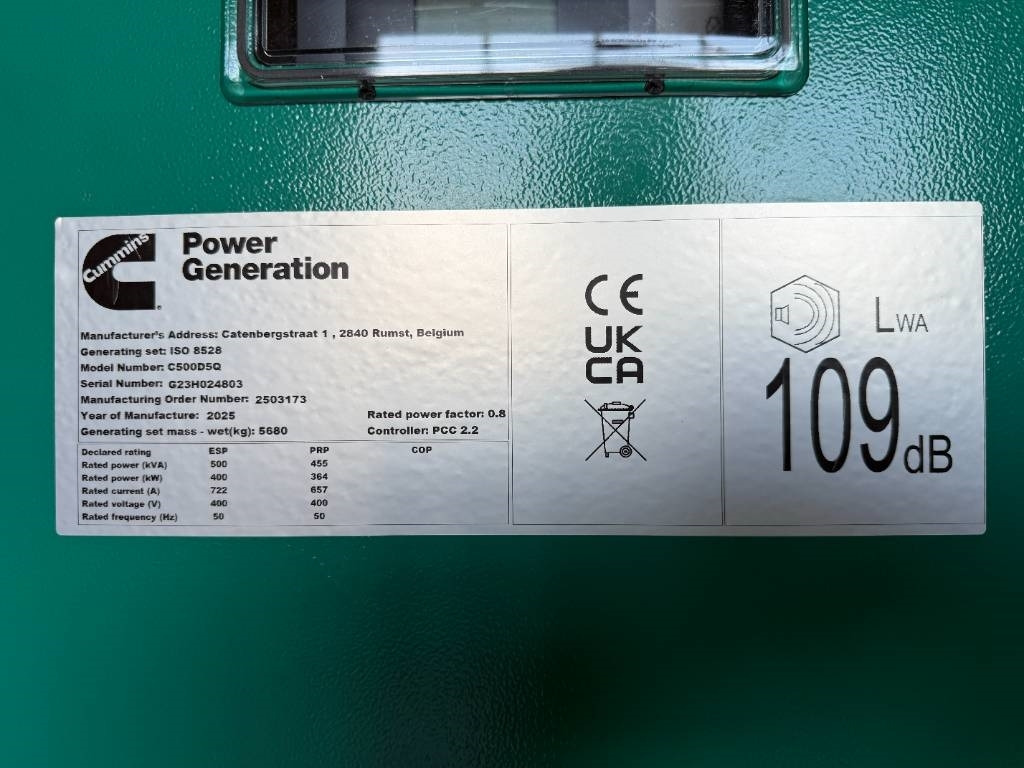 Cummins
Power
Generation
Manufacturer's Address: Catenbergstraat 1 , 2840 Rumst, Belgium
Generating set: ISO 8528
Model Number: C500D5Q
Serial Number: G23H024803
Manufacturing Order Number: 2503173
Year of Manufacture: 2025 Rated power factor: 0.8
Generating set mass - wet(kg): 5680 Controller: PCC 2.2
Declared rating ESP PRP COP
Rated power (kVA) 500 455
Rated power (kW) 400 364
Rated current (A) 722 657
Rated voltage (V) 400 400
Rated frequency (Hz) 50 50
CE
UK
CA
LWA
109dB